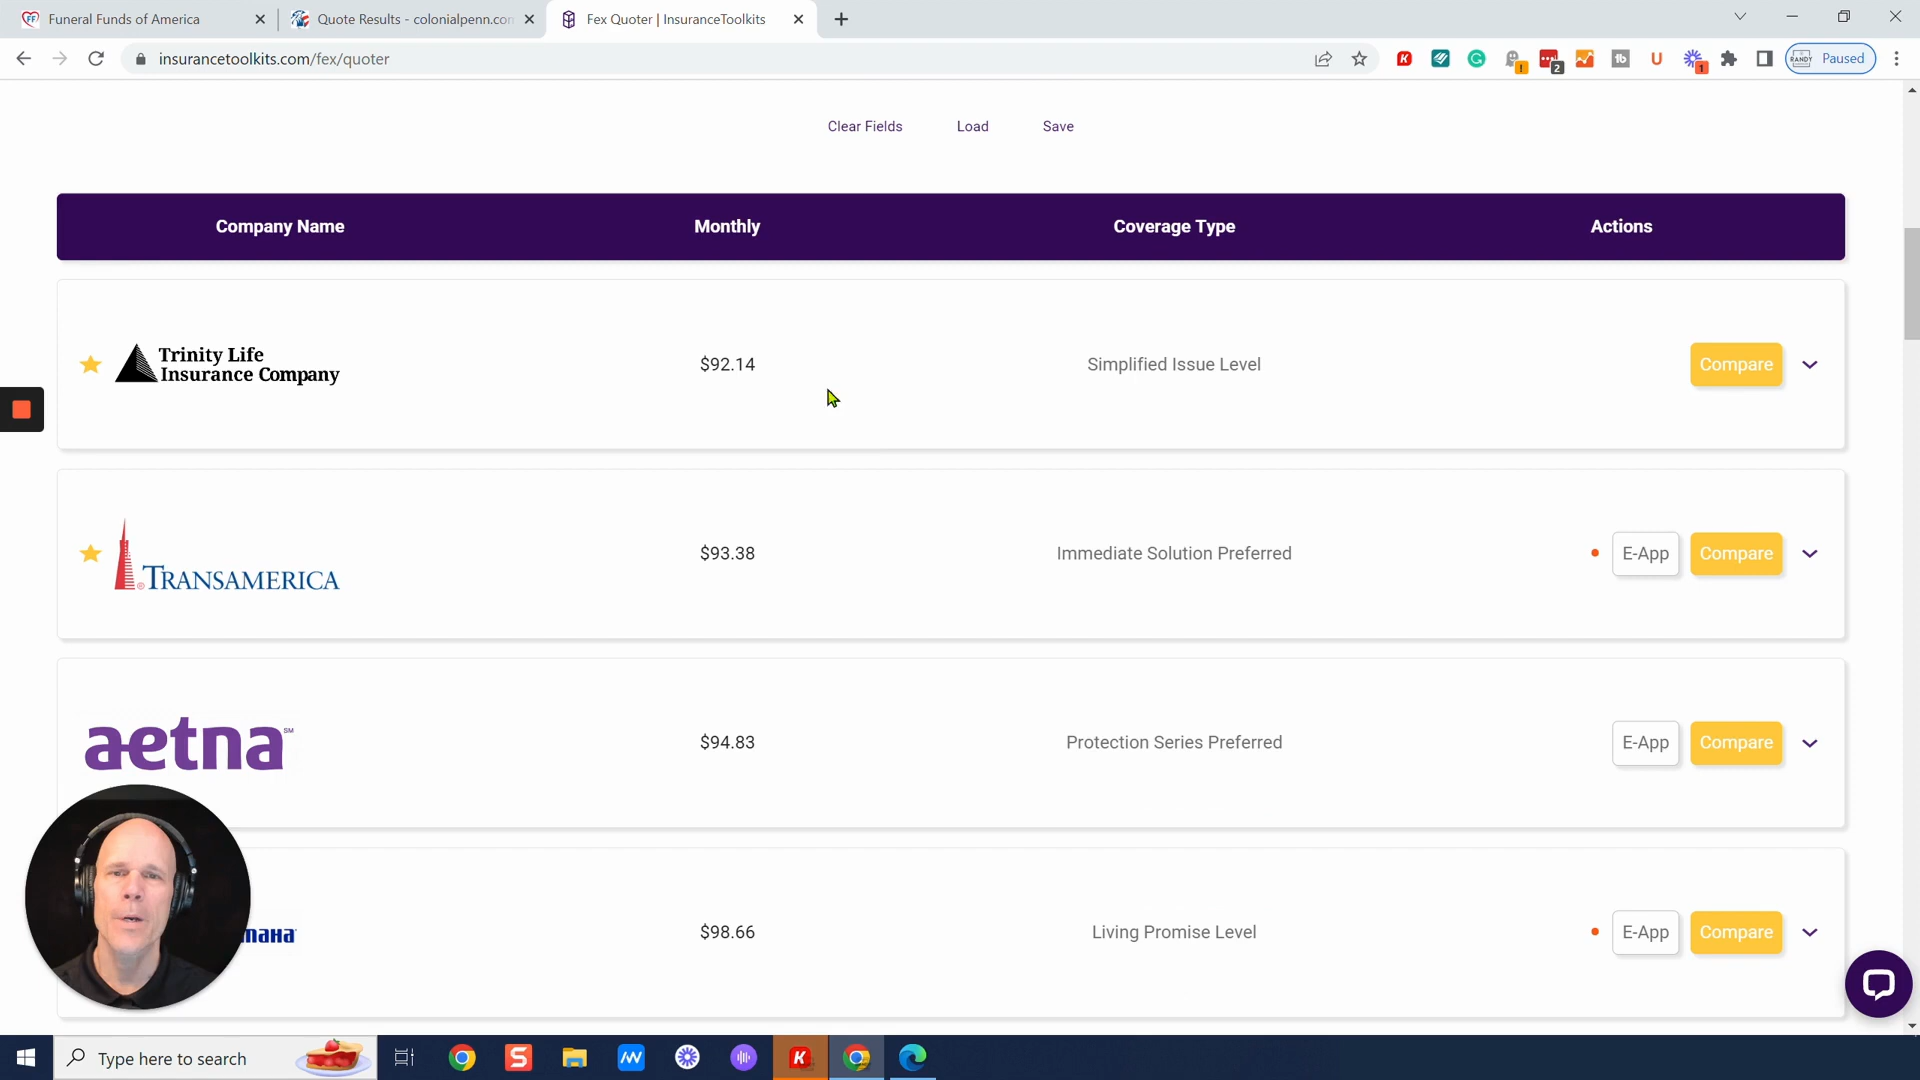 Funeral Funds of America
Quote Results - colonialpenn.con
Fex Quoter | InsuranceToolkits
insurancetoolkits.com/fex/quoter
RANDY Paused
Clear Fields Load Save
Company Name Monthly Coverage Type Actions
Trinity Life
Insurance Company
$92.14
Simplified Issue Level
Compare
TRANSAMERICA
$93.38
Immediate Solution Preferred
E-App
Compare
aetna SM
$94.83
Protection Series Preferred
E-App
Compare
maha
$98.66
Living Promise Level
E-App
Compare
Type here to search